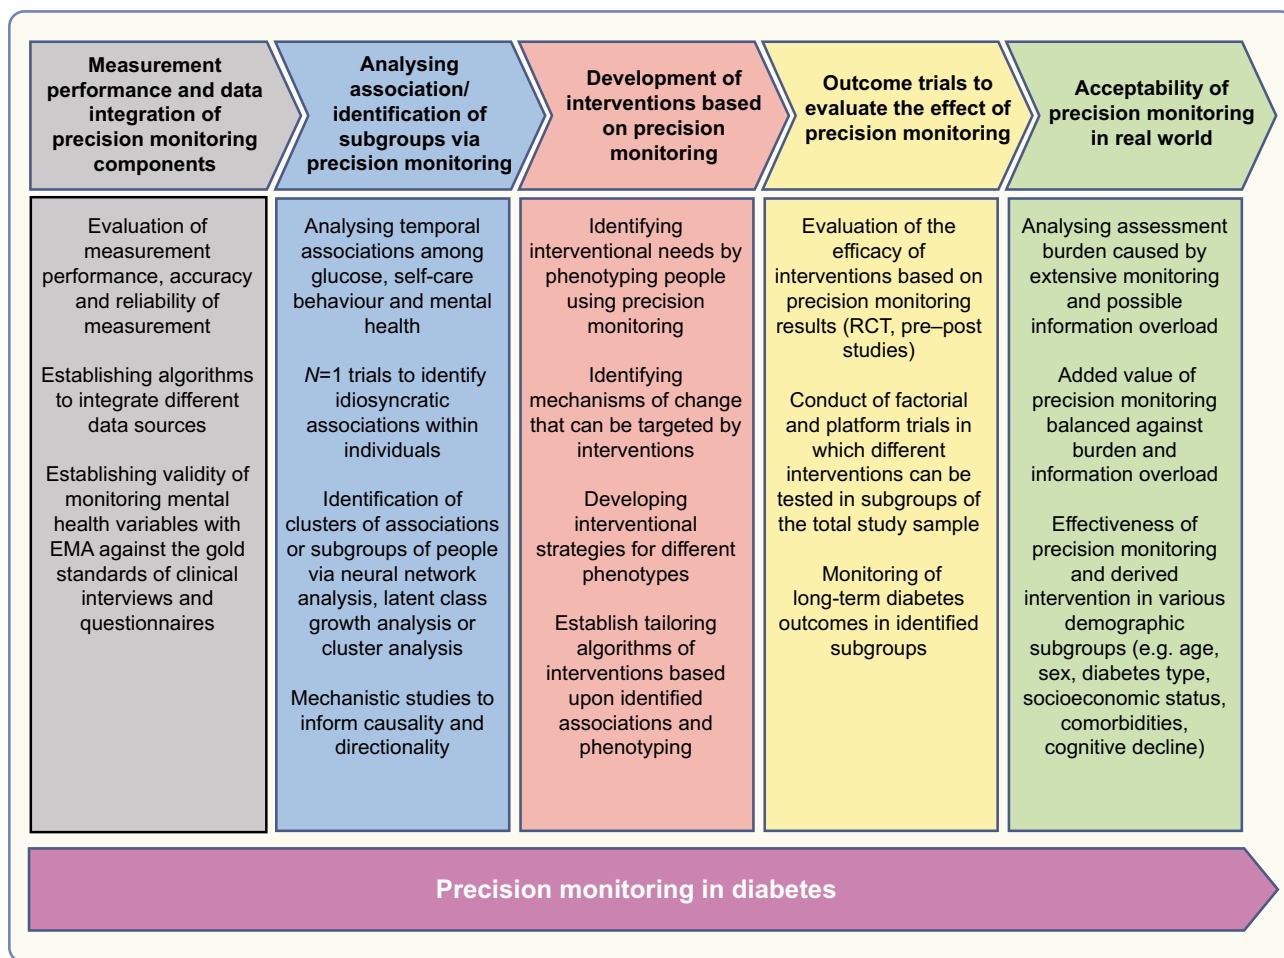 Measurement
performance and data
integration of
precision monitoring
components
Analysing
association/
identification of
subgroups via
precision monitoring
Development of
interventions based
on precision
monitoring
Outcome trials to
evaluate the effect of
precision monitoring
Acceptability of
precision monitoring
in real world
Evaluation of
measurement
performance, accuracy
and reliability of
measurement
Establishing algorithms
to integrate different
data sources
Establishing validity of
monitoring mental
health variables with
EMA against the gold
standards of clinical
interviews and
questionnaires
Analysing temporal
associations among
glucose, self-care
behaviour and mental
health
N=1 trials to identify
idiosyncratic
associations within
individuals
Identification of
clusters of associations
or subgroups of people
via neural network
analysis, latent class
growth analysis or
cluster analysis
Mechanistic studies to
inform causality and
directionality
Identifying
interventional needs by
phenotyping people
using precision
monitoring
Identifying
mechanisms of change
that can be targeted by
interventions
Developing
interventional
strategies for different
phenotypes
Establish tailoring
algorithms of
interventions based
upon identified
associations and
phenotyping
Evaluation of the
efficacy of
interventions based on
precision monitoring
results (RCT, pre–post
studies)
Conduct of factorial
and platform trials in
which different
interventions can be
tested in subgroups of
the total study sample
Monitoring of
long-term diabetes
outcomes in identified
subgroups
Analysing assessment
burden caused by
extensive monitoring
and possible
information overload
Added value of
precision monitoring
balanced against
burden and
information overload
Effectiveness of
precision monitoring
and derived
intervention in various
demographic
subgroups (e.g. age,
sex, diabetes type,
socioeconomic status,
comorbidities,
cognitive decline)
Precision monitoring in diabetes